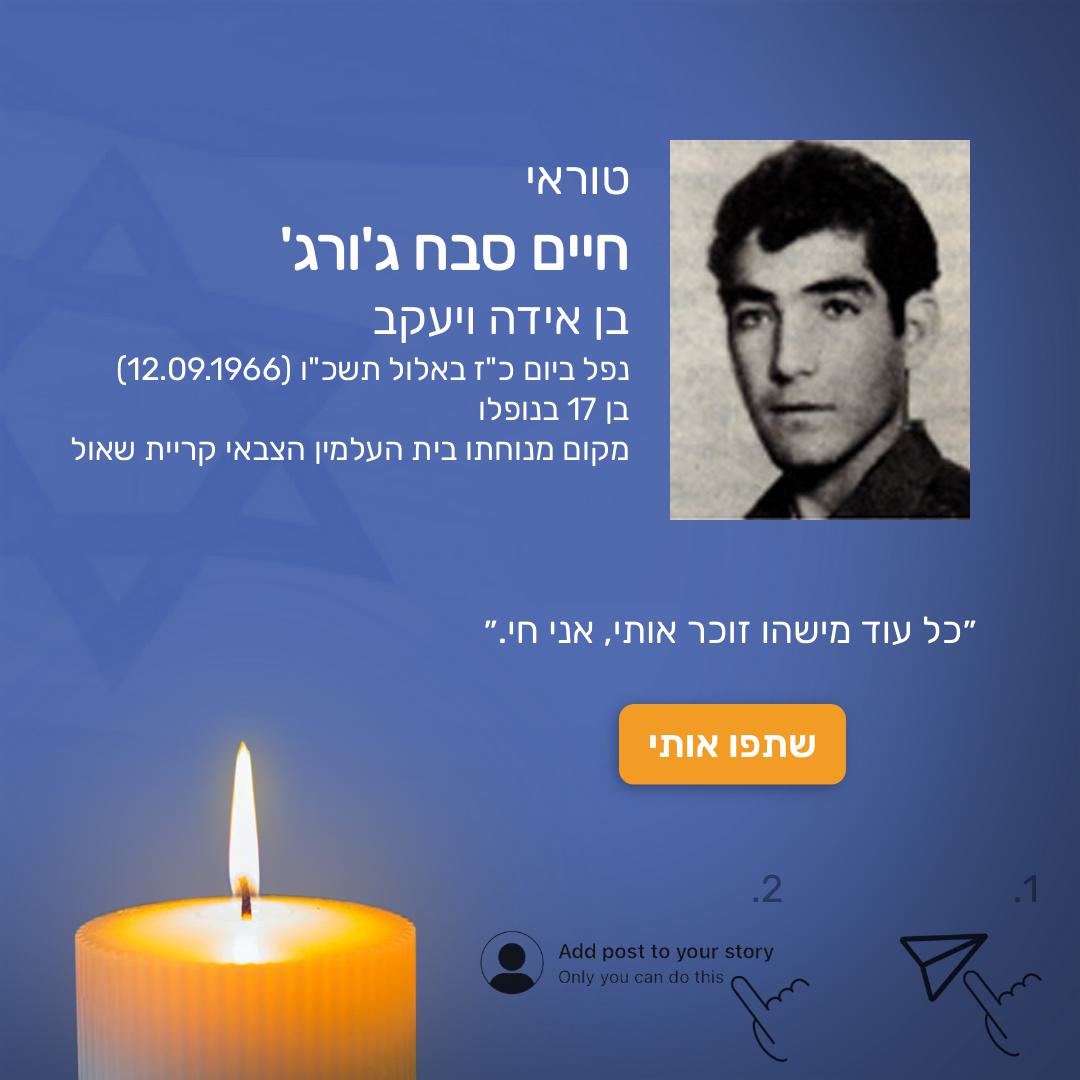 טוראי
חיים סבח ג'ורג'
בן אידה ויעקב
נפל ביום כ"ז באלול תשכ"ו (12.09.1966)
בן 17 בנופלו
מקום מנוחתו בית העלמין הצבאי קריית שאול
״כל עוד מישהו זוכר אותי, אני חי.״
שתפו אותי
.1
.2
Add post to your story
Only you can do this